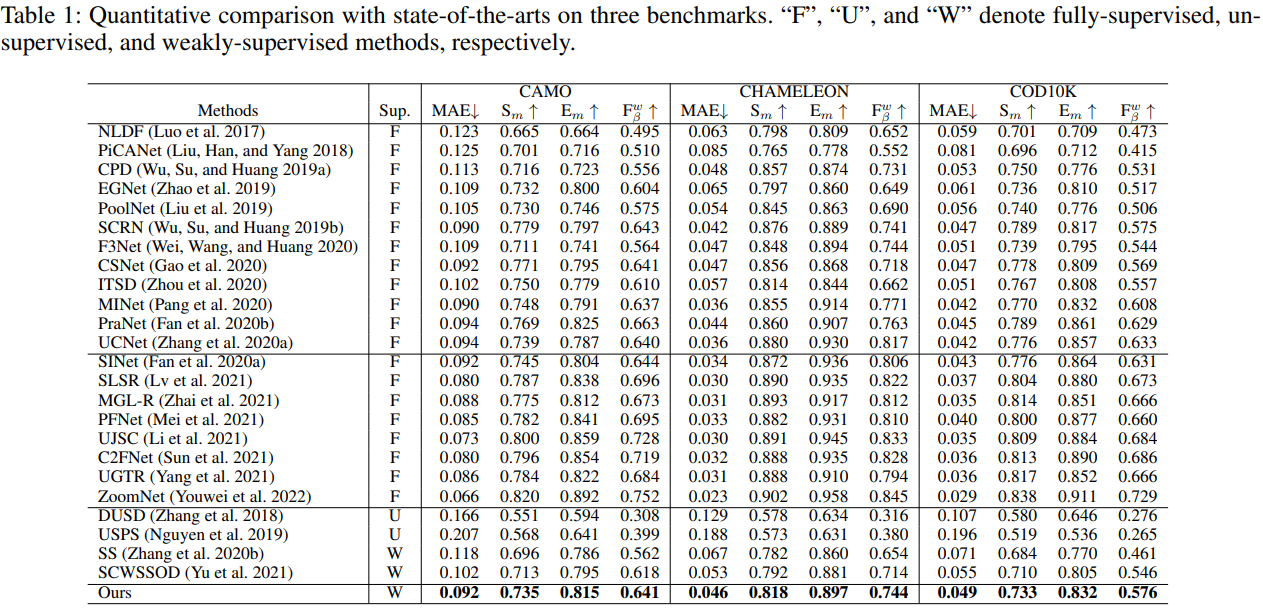 Table 1: Quantitative comparison with state-of-the-arts on three benchmarks. “F”, “U”, and “W” denote fully-supervised, un-
supervised, and weakly-supervised methods, respectively.
CAMO CHAMELEON COD10K
Methods Sup. MAE↓ Sm ↑ Em ↑ Fβw ↑ MAE↓ Sm ↑ Em ↑ Fβw ↑ MAE↓ Sm ↑ Em ↑ Fβw ↑
NLDF (Luo et al. 2017) F 0.123 0.665 0.664 0.495 0.063 0.798 0.809 0.652 0.059 0.701 0.709 0.473
PiCANet (Liu, Han, and Yang 2018) F 0.125 0.701 0.716 0.510 0.085 0.765 0.778 0.552 0.081 0.696 0.712 0.415
CPD (Wu, Su, and Huang 2019a) F 0.113 0.716 0.723 0.556 0.048 0.857 0.874 0.731 0.053 0.750 0.776 0.531
EGNet (Zhao et al. 2019) F 0.109 0.732 0.800 0.604 0.065 0.797 0.860 0.649 0.061 0.736 0.810 0.517
PoolNet (Liu et al. 2019) F 0.105 0.730 0.746 0.575 0.054 0.845 0.863 0.690 0.056 0.740 0.776 0.506
SCRN (Wu, Su, and Huang 2019b) F 0.090 0.779 0.797 0.643 0.042 0.876 0.889 0.741 0.047 0.789 0.817 0.575
F3Net (Wei, Wang, and Huang 2020) F 0.109 0.711 0.741 0.564 0.047 0.848 0.894 0.744 0.051 0.739 0.795 0.544
CSNet (Gao et al. 2020) F 0.092 0.771 0.795 0.641 0.047 0.856 0.868 0.718 0.047 0.778 0.809 0.569
ITSD (Zhou et al. 2020) F 0.102 0.750 0.779 0.610 0.057 0.814 0.844 0.662 0.051 0.767 0.808 0.557
MINet (Pang et al. 2020) F 0.090 0.748 0.791 0.637 0.036 0.855 0.914 0.771 0.042 0.770 0.832 0.608
PraNet (Fan et al. 2020b) F 0.094 0.769 0.825 0.663 0.044 0.860 0.907 0.763 0.045 0.789 0.861 0.629
UCNet (Zhang et al. 2020a) F 0.094 0.739 0.787 0.640 0.036 0.880 0.930 0.817 0.042 0.776 0.857 0.633
SINet (Fan et al. 2020a) F 0.092 0.745 0.804 0.644 0.034 0.872 0.936 0.806 0.043 0.776 0.864 0.631
SLSR (Lv et al. 2021) F 0.080 0.787 0.838 0.696 0.030 0.890 0.935 0.822 0.037 0.804 0.880 0.673
MGL-R (Zhai et al. 2021) F 0.088 0.775 0.812 0.673 0.031 0.893 0.917 0.812 0.035 0.814 0.851 0.666
PFNet (Mei et al. 2021) F 0.085 0.782 0.841 0.695 0.033 0.882 0.931 0.810 0.040 0.800 0.877 0.660
UJSC (Li et al. 2021) F 0.073 0.800 0.859 0.728 0.030 0.891 0.945 0.833 0.035 0.809 0.884 0.684
C2FNet (Sun et al. 2021) F 0.080 0.796 0.854 0.719 0.032 0.888 0.935 0.828 0.036 0.813 0.890 0.686
UGTR (Yang et al. 2021) F 0.086 0.784 0.822 0.684 0.031 0.888 0.910 0.794 0.036 0.817 0.852 0.666
ZoomNet (Youwei et al. 2022) F 0.066 0.820 0.892 0.752 0.023 0.902 0.958 0.845 0.029 0.838 0.911 0.729
DUSD (Zhang et al. 2018) U 0.166 0.551 0.594 0.308 0.129 0.578 0.634 0.316 0.107 0.580 0.646 0.276
USPS (Nguyen et al. 2019) U 0.207 0.568 0.641 0.399 0.188 0.573 0.631 0.380 0.196 0.519 0.536 0.265
SS (Zhang et al. 2020b) W 0.118 0.696 0.786 0.562 0.067 0.782 0.860 0.654 0.071 0.684 0.770 0.461
SCWSSOD (Yu et al. 2021) W 0.102 0.713 0.795 0.618 0.053 0.792 0.881 0.714 0.055 0.710 0.805 0.546
Ours W 0.092 0.735 0.815 0.641 0.046 0.818 0.897 0.744 0.049 0.733 0.832 0.576